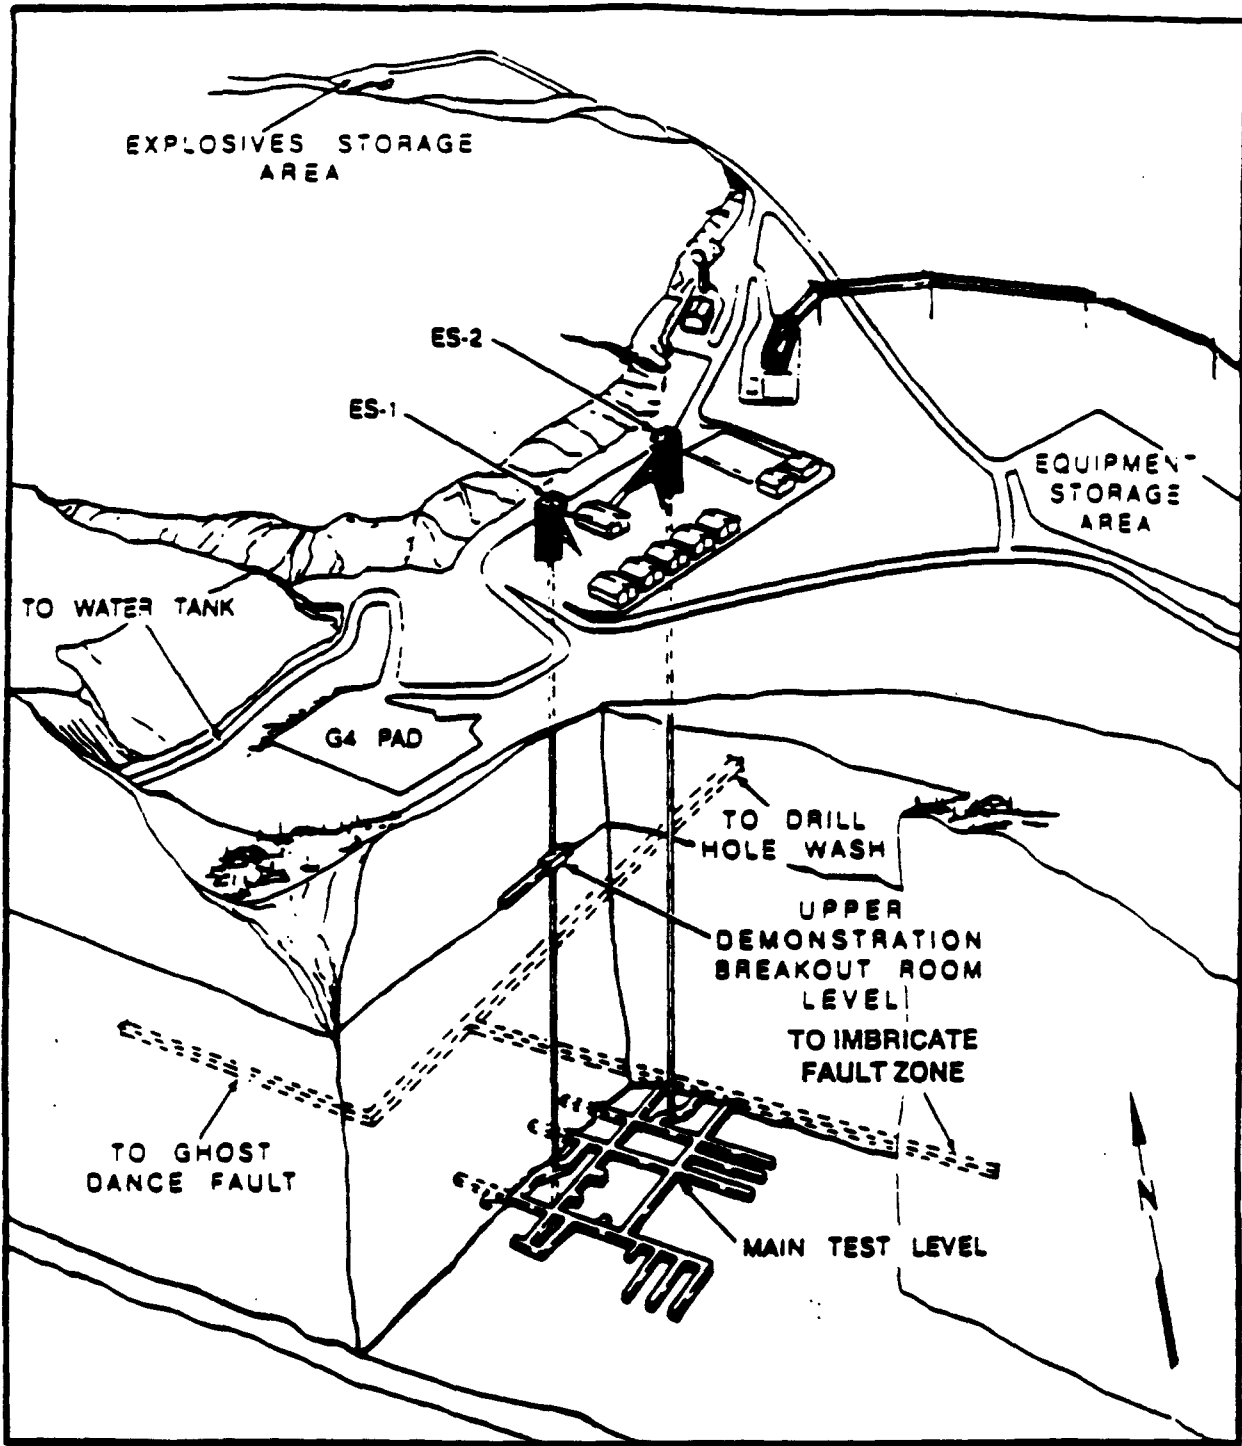 EXPLOSIVES STORAGE
AREA
ES-2
ES-1
EQUIPMENT
STORAGE
AREA
TO WATER TANK
G4 PAD
TO DRILL
HOLE WASH
UPPER
DEMONSTRATION
BREAKOUT ROOM
LEVEL
TO IMBRICATE
FAULT ZONE
TO GHOST
DANCE FAULT
MAIN TEST LEVEL
N